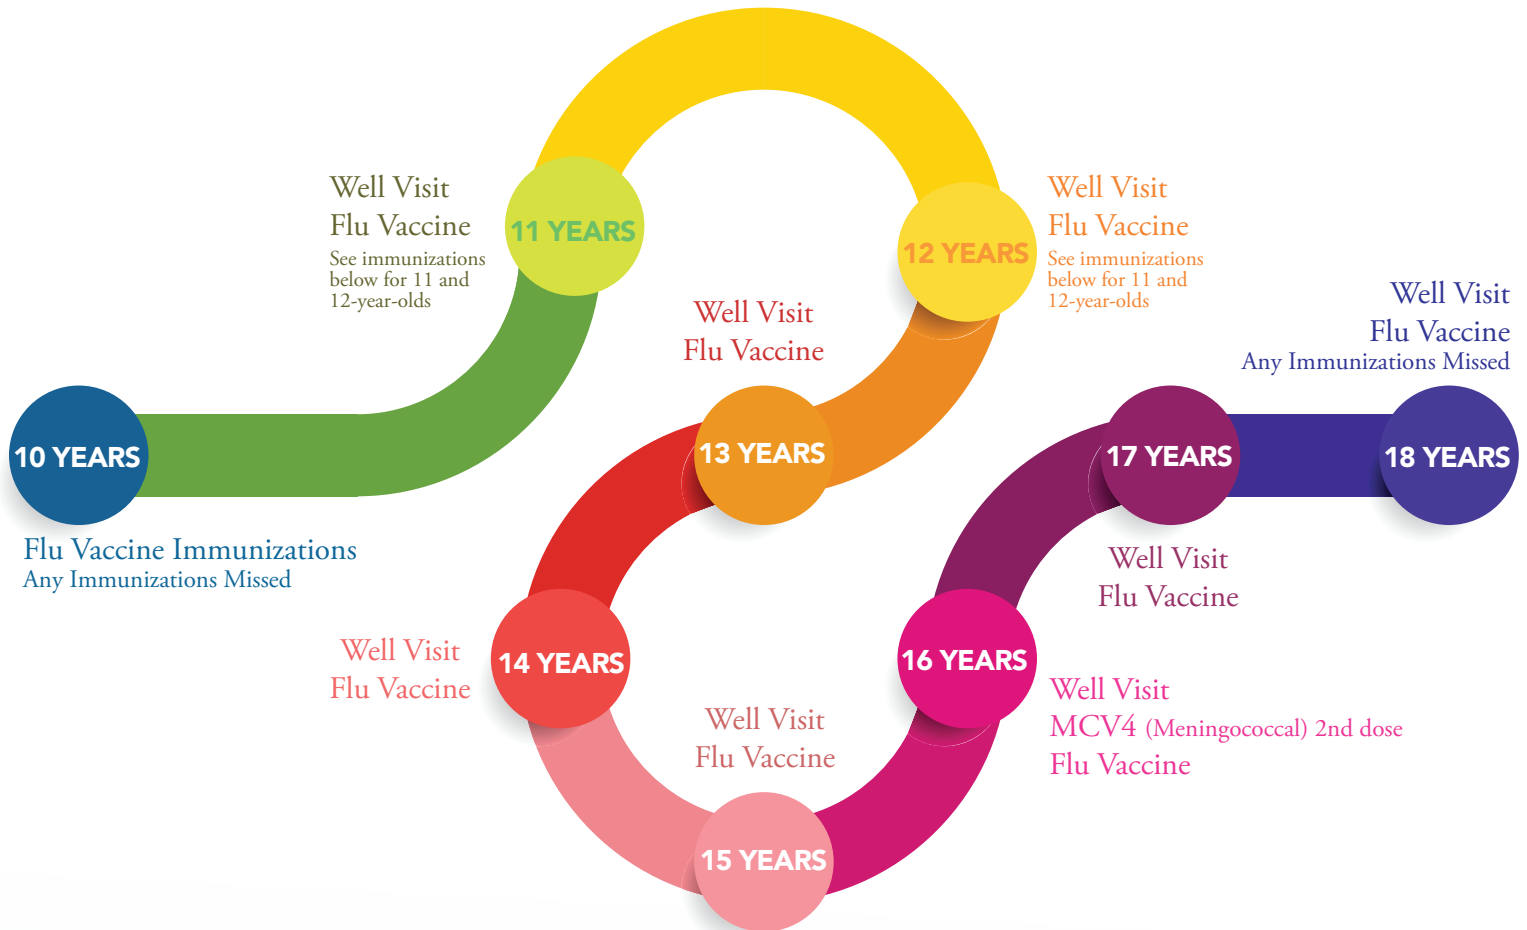 10 YEARS
Flu Vaccine Immunizations
Any Immunizations Missed
Well Visit
Flu Vaccine
See immunizations
below for 11 and
12-year-olds
11 YEARS
12 YEARS
Well Visit
Flu Vaccine
See immunizations
below for 11 and
12-year-olds
Well Visit
Flu Vaccine
13 YEARS
Well Visit
Flu Vaccine
14 YEARS
Well Visit
Flu Vaccine
15 YEARS
16 YEARS
Well Visit
MCV4 (Meningococcal) 2nd dose
Flu Vaccine
17 YEARS
Well Visit
Flu Vaccine
Well Visit
Flu Vaccine
Any Immunizations Missed
18 YEARS